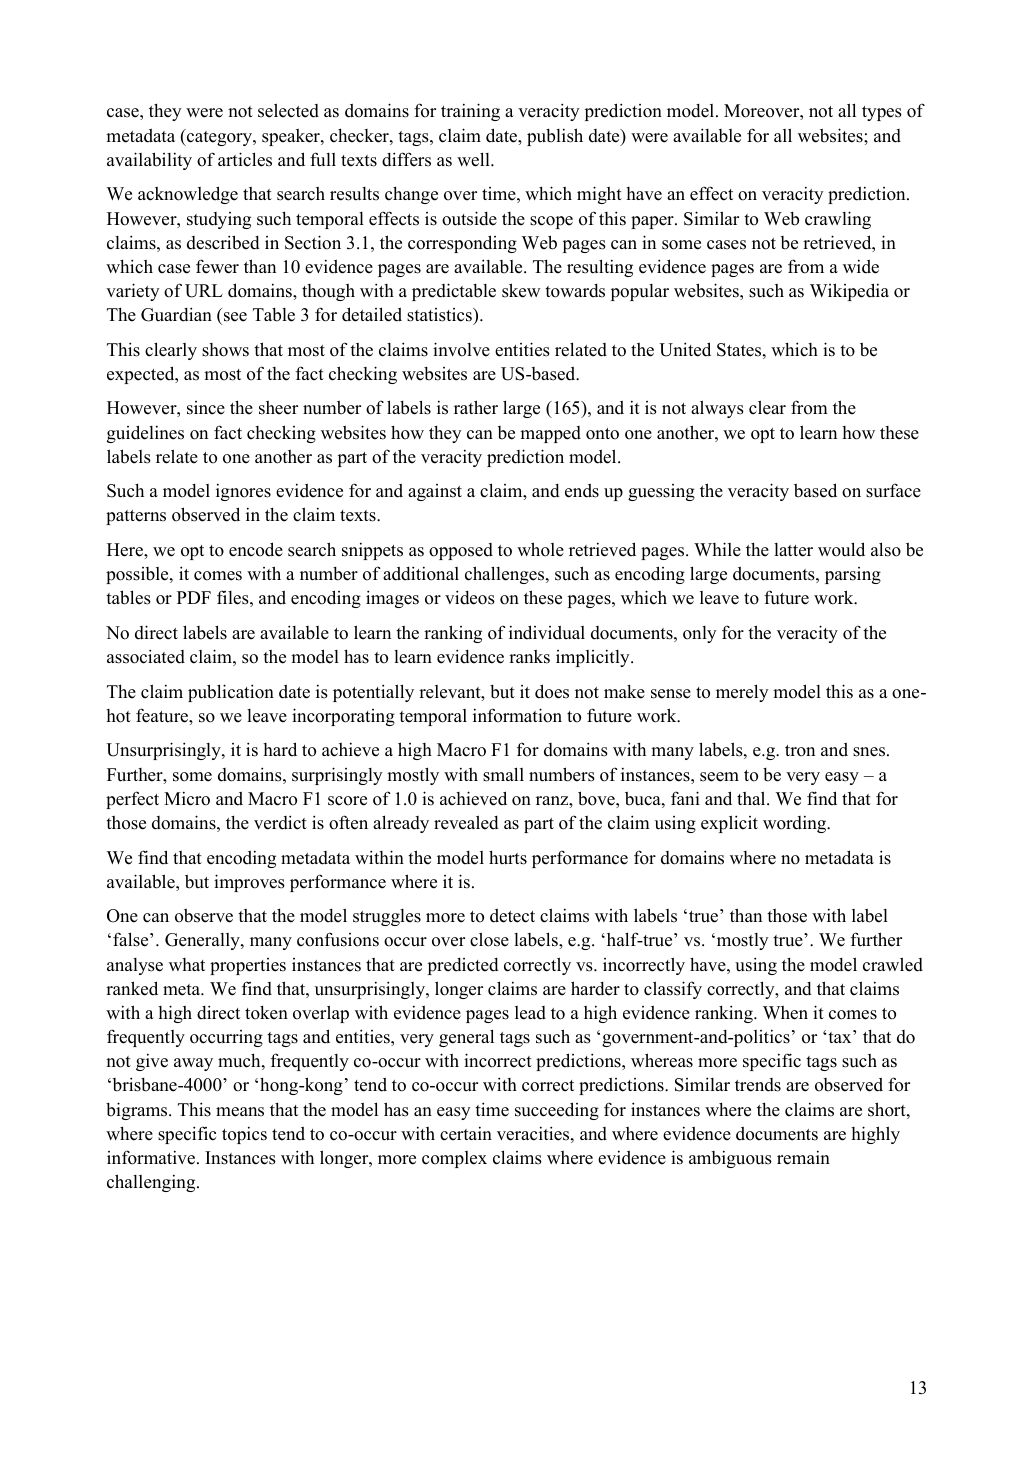 case, they were not selected as domains for training a veracity prediction model. Moreover, not all types of
metadata (category, speaker, checker, tags, claim date, publish date) were available for all websites; and
availability of articles and full texts differs as well.
We acknowledge that search results change over time, which might have an effect on veracity prediction.
However, studying such temporal effects is outside the scope of this paper. Similar to Web crawling
claims, as described in Section 3.1, the corresponding Web pages can in some cases not be retrieved, in
which case fewer than 10 evidence pages are available. The resulting evidence pages are from a wide
variety of URL domains, though with a predictable skew towards popular websites, such as Wikipedia or
The Guardian (see Table 3 for detailed statistics).
This clearly shows that most of the claims involve entities related to the United States, which is to be
expected, as most of the fact checking websites are US-based.
However, since the sheer number of labels is rather large (165), and it is not always clear from the
guidelines on fact checking websites how they can be mapped onto one another, we opt to learn how these
labels relate to one another as part of the veracity prediction model.
Such a model ignores evidence for and against a claim, and ends up guessing the veracity based on surface
patterns observed in the claim texts.
Here, we opt to encode search snippets as opposed to whole retrieved pages. While the latter would also be
possible, it comes with a number of additional challenges, such as encoding large documents, parsing
tables or PDF files, and encoding images or videos on these pages, which we leave to future work.
No direct labels are available to learn the ranking of individual documents, only for the veracity of the
associated claim, so the model has to learn evidence ranks implicitly.
The claim publication date is potentially relevant, but it does not make sense to merely model this as a one-
hot feature, so we leave incorporating temporal information to future work.
Unsurprisingly, it is hard to achieve a high Macro F1 for domains with many labels, e.g. tron and snes.
Further, some domains, surprisingly mostly with small numbers of instances, seem to be very easy – a
perfect Micro and Macro F1 score of 1.0 is achieved on ranz, bove, buca, fani and thal. We find that for
those domains, the verdict is often already revealed as part of the claim using explicit wording.
We find that encoding metadata within the model hurts performance for domains where no metadata is
available, but improves performance where it is.
One can observe that the model struggles more to detect claims with labels ‘true’ than those with label
‘false’. Generally, many confusions occur over close labels, e.g. ‘half-true’ vs. ‘mostly true’. We further
analyse what properties instances that are predicted correctly vs. incorrectly have, using the model crawled
ranked meta. We find that, unsurprisingly, longer claims are harder to classify correctly, and that claims
with a high direct token overlap with evidence pages lead to a high evidence ranking. When it comes to
frequently occurring tags and entities, very general tags such as ‘government-and-politics’ or ‘tax’ that do
not give away much, frequently co-occur with incorrect predictions, whereas more specific tags such as
‘brisbane-4000’ or ‘hong-kong’ tend to co-occur with correct predictions. Similar trends are observed for
bigrams. This means that the model has an easy time succeeding for instances where the claims are short,
where specific topics tend to co-occur with certain veracities, and where evidence documents are highly
informative. Instances with longer, more complex claims where evidence is ambiguous remain
challenging.
13